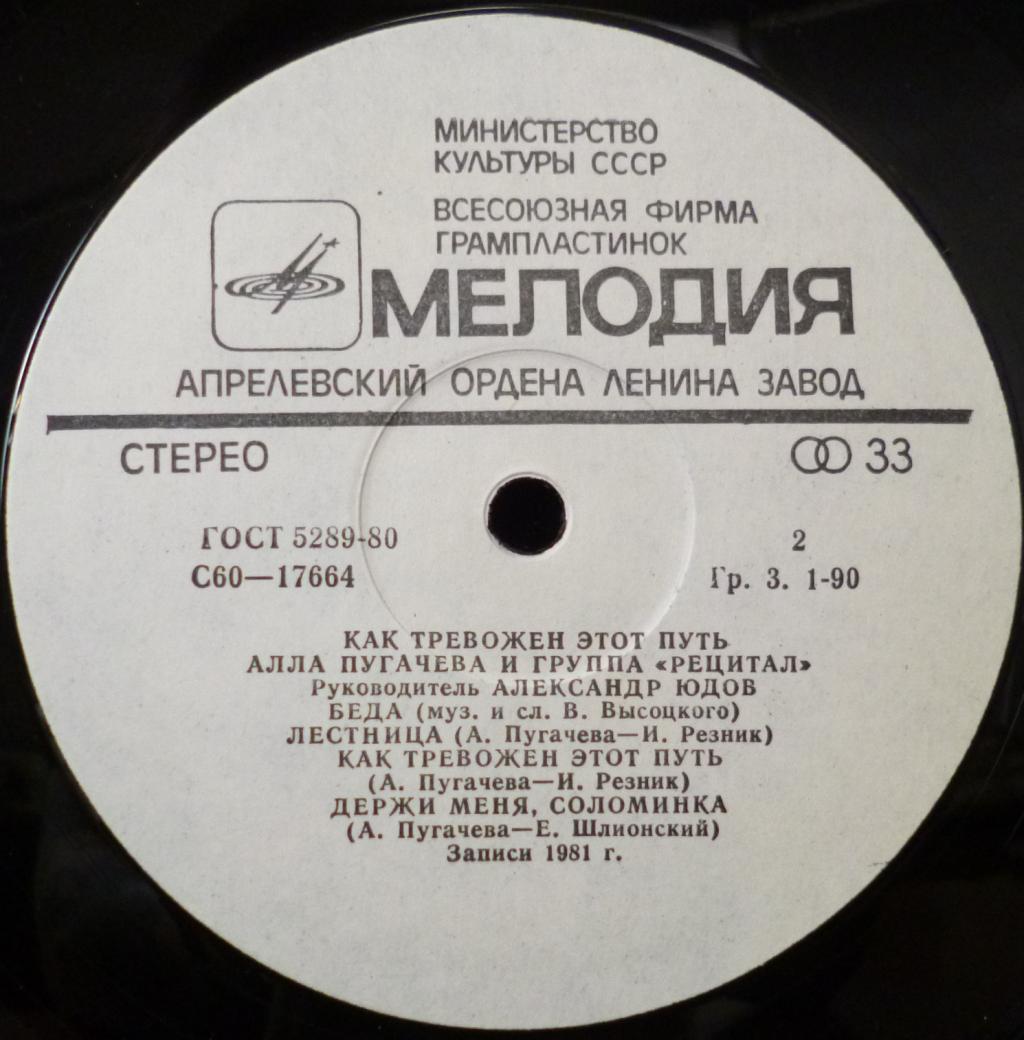 МИНИСТЕРСТВО
КУЛЬТУРЫ СССР
ВСЕСОЮЗНАЯ ФИРМА
ГРАМПЛАСТИНОК
МЕЛОДИЯ
АПРЕЛЕВСКИЙ ОРДЕНА ЛЕНИНА ЗАВОД
СТЕРЕО 33
ГОСТ 5289-80 2
С60—17664 Гр. 3. 1-90
КАК ТРЕВОЖЕН ЭТОТ ПУТЬ
АЛЛА ПУГАЧЕВА И ГРУППА «РЕЦИТАЛ»
Руководитель АЛЕКСАНДР ЮДОВ
БЕДА (муз. и сл. В. Высоцкого)
ЛЕСТНИЦА (А. Пугачева—И. Резник)
КАК ТРЕВОЖЕН ЭТОТ ПУТЬ
(А. Пугачева—И. Резник)
ДЕРЖИ МЕНЯ, СОЛОМИНКА
(А. Пугачева—Е. Шлионский)
Записи 1981 г.